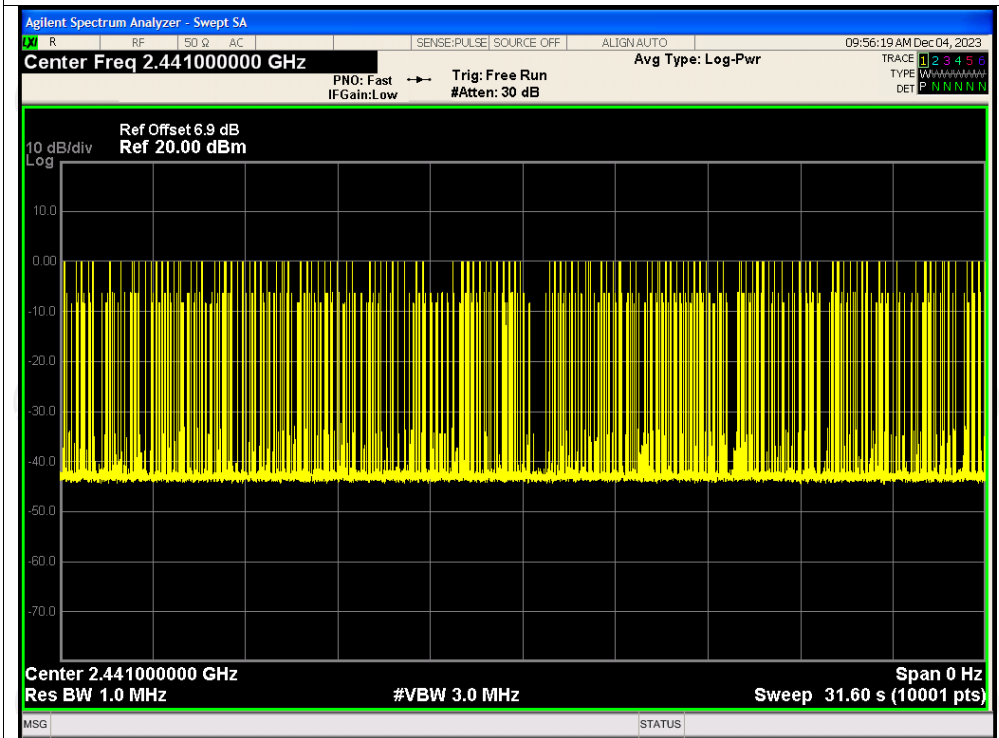 Agilent Spectrum Analyzer - Swept SA
LXI R RF 50 Ω AC SENSE:PULSE SOURCE OFF ALIGN AUTO 09:56:19 AM Dec 04, 2023
Center Freq 2.441000000 GHz Avg Type: Log-Pwr TRACE 1 2 3 4 5 6
PNO: Fast Trig: Free Run TYPE WWWWWW
IFGain:Low #Atten: 30 dB DET P N N N N N
Ref Offset 6.9 dB
10 dB/div Ref 20.00 dBm
Log
10.0
0.00
-10.0
-20.0
-30.0
-40.0
-50.0
-60.0
-70.0
Center 2.441000000 GHz Span 0 Hz
Res BW 1.0 MHz #VBW 3.0 MHz Sweep 31.60 s (10001 pts)
MSG STATUS